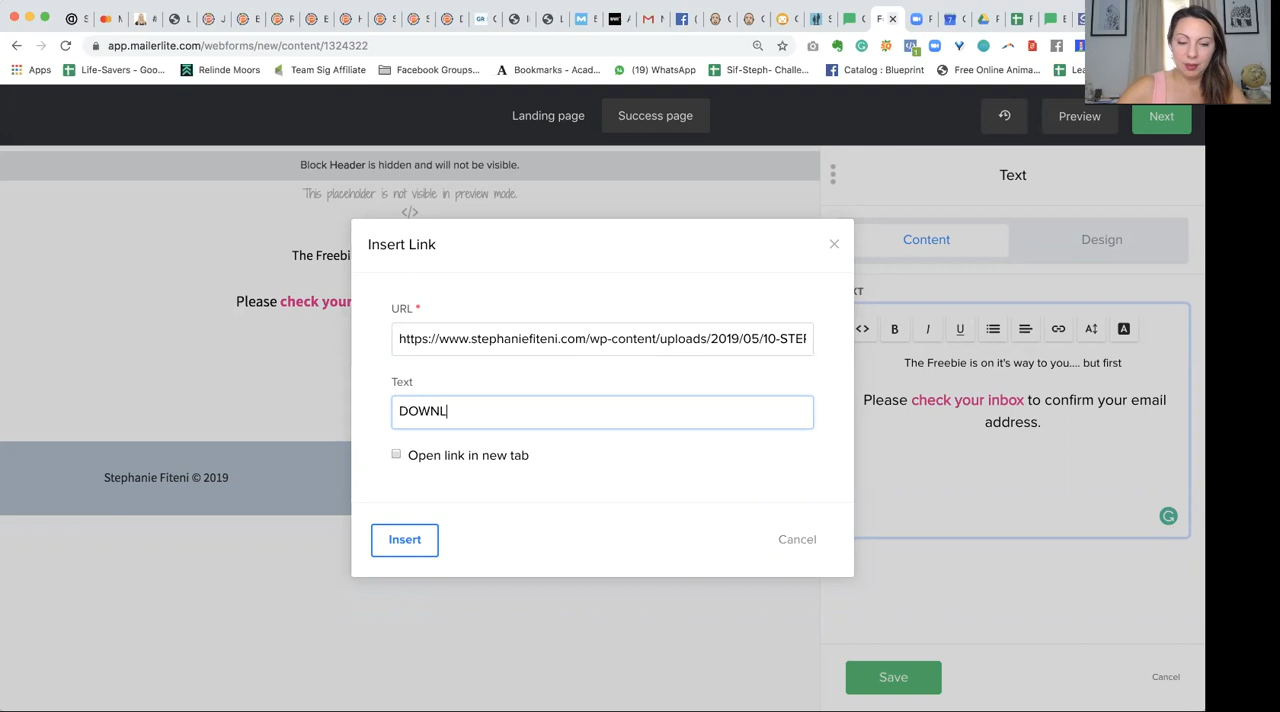 app.mailerlite.com/webforms/new/content/1324322
Apps Life-Savers - Goo... Relinde Moors Team Sig Affiliate Facebook Groups... Bookmarks - Acad... (19) WhatsApp Sif-Steph- Challe... Catalog : Blueprint Free Online Anima... Lea
Landing page Success page Preview Next
Block Header is hidden and will not be visible.
This placeholder is not visible in preview mode.
</>
Text
Insert Link
Content Design
The Freebi
URL *
https://www.stephaniefiteni.com/wp-content/uploads/2019/05/10-STEF
Please check your
Text
DOWNL
Open link in new tab
Insert Cancel
The Freebie is on it's way to you.... but first
Please check your inbox to confirm your email
address.
Stephanie Fiteni © 2019
Save Cancel